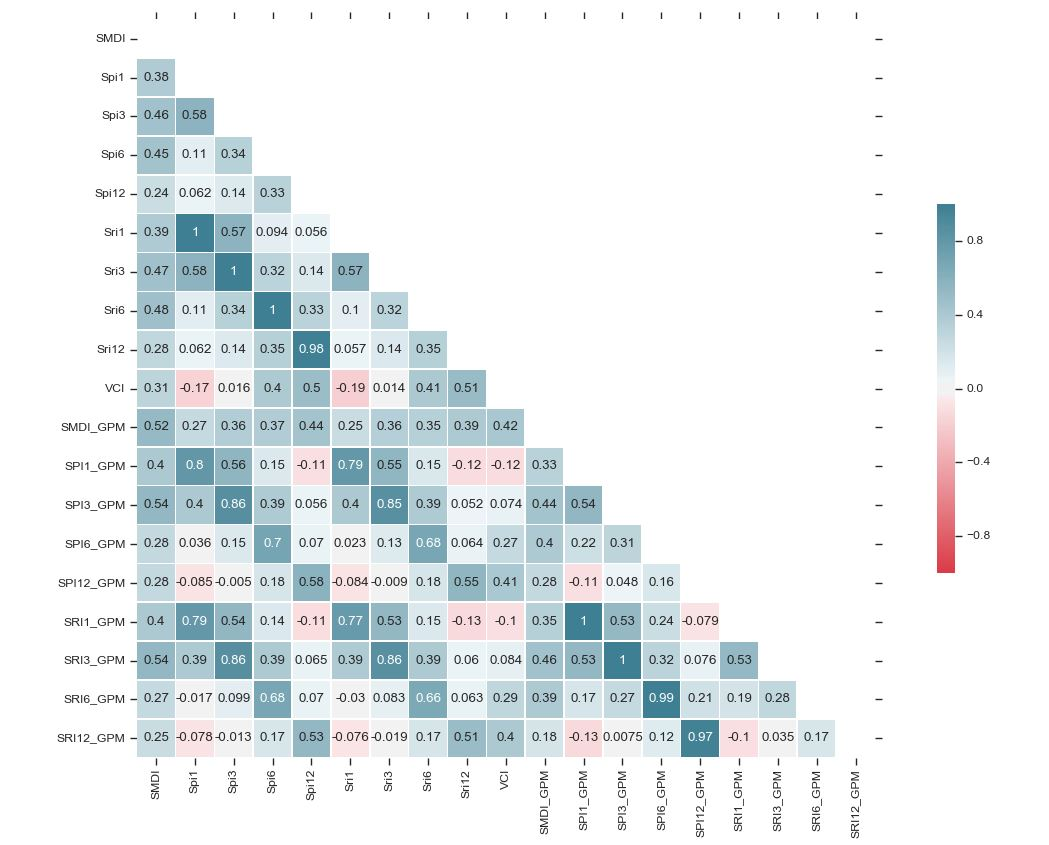 SMDI
Spi1 0.38
Spi3 0.46 0.58
Spi6 0.45 0.11 0.34
Spi12 0.24 0.062 0.14 0.33
Sri1 0.39 1 0.57 0.094 0.056
Sri3 0.47 0.58 1 0.32 0.14 0.57
Sri6 0.48 0.11 0.34 1 0.33 0.1 0.32
Sri12 0.28 0.062 0.14 0.35 0.98 0.057 0.14 0.35
VCI 0.31 -0.17 0.016 0.4 0.5 -0.19 0.014 0.41 0.51
SMDI_GPM 0.52 0.27 0.36 0.37 0.44 0.25 0.36 0.35 0.39 0.42
SPI1_GPM 0.4 0.8 0.56 0.15 -0.11 0.79 0.55 0.15 -0.12 -0.12 0.33
SPI3_GPM 0.54 0.4 0.86 0.39 0.056 0.4 0.85 0.39 0.052 0.074 0.44 0.54
SPI6_GPM 0.28 0.036 0.15 0.7 0.07 0.023 0.13 0.68 0.064 0.27 0.4 0.22 0.31
SPI12_GPM 0.28 -0.085 -0.005 0.18 0.58 -0.084 -0.009 0.18 0.55 0.41 0.28 -0.11 0.048 0.16
SRI1_GPM 0.4 0.79 0.54 0.14 -0.11 0.77 0.53 0.15 -0.13 -0.1 0.35 1 0.53 0.24 -0.079
SRI3_GPM 0.54 0.39 0.86 0.39 0.065 0.39 0.86 0.39 0.06 0.084 0.46 0.53 1 0.32 0.076 0.53
SRI6_GPM 0.27 -0.017 0.099 0.68 0.07 -0.03 0.083 0.66 0.063 0.29 0.39 0.17 0.27 0.99 0.21 0.19 0.28
SRI12_GPM 0.25 -0.078 -0.013 0.17 0.53 -0.076 -0.019 0.17 0.51 0.4 0.18 -0.13 0.0075 0.12 0.97 -0.1 0.035 0.17
SMDI Spi1 Spi3 Spi6 Spi12 Sri1 Sri3 Sri6 Sri12 VCI SMDI_GPM SPI1_GPM SPI3_GPM SPI6_GPM SPI12_GPM SRI1_GPM SRI3_GPM SRI6_GPM SRI12_GPM
0.8
0.4
0.0
−0.4
−0.8